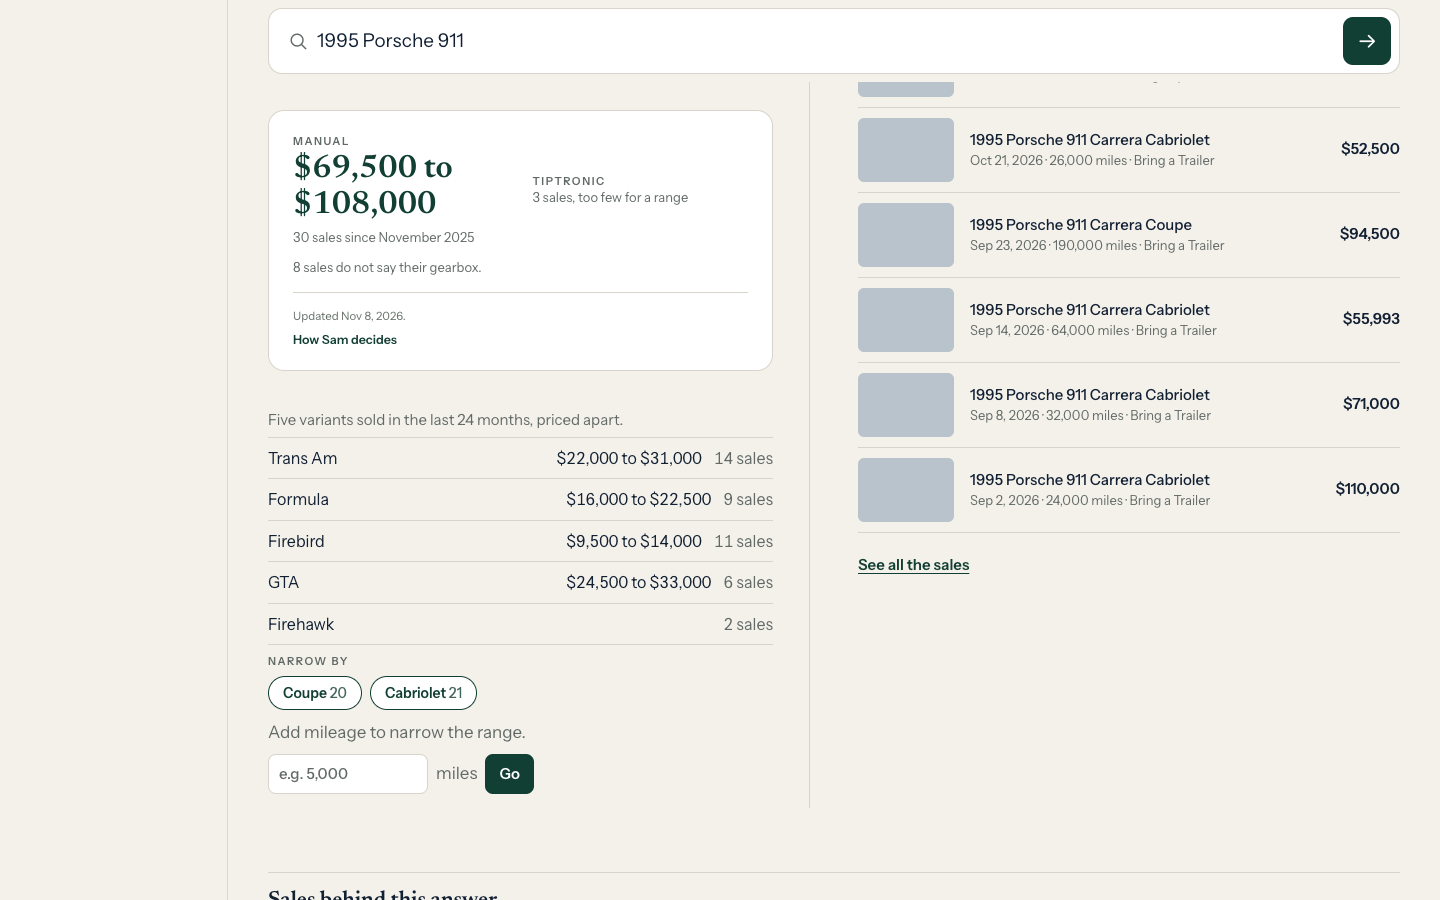 1995 Porsche 911
MANUAL
$69,500 to
$108,000
30 sales since November 2025
TIPTRONIC
3 sales, too few for a range
8 sales do not say their gearbox.
Updated Nov 8, 2026.
How Sam decides
Five variants sold in the last 24 months, priced apart.
Trans Am $22,000 to $31,000 14 sales
Formula $16,000 to $22,500 9 sales
Firebird $9,500 to $14,000 11 sales
GTA $24,500 to $33,000 6 sales
Firehawk 2 sales
NARROW BY
Coupe 20 Cabriolet 21
Add mileage to narrow the range.
e.g. 5,000 miles Go
1995 Porsche 911 Carrera Cabriolet
Oct 21, 2026 · 26,000 miles · Bring a Trailer
$52,500
1995 Porsche 911 Carrera Coupe
Sep 23, 2026 · 190,000 miles · Bring a Trailer
$94,500
1995 Porsche 911 Carrera Cabriolet
Sep 14, 2026 · 64,000 miles · Bring a Trailer
$55,993
1995 Porsche 911 Carrera Cabriolet
Sep 8, 2026 · 32,000 miles · Bring a Trailer
$71,000
1995 Porsche 911 Carrera Cabriolet
Sep 2, 2026 · 24,000 miles · Bring a Trailer
$110,000
See all the sales
Sales behind this answer